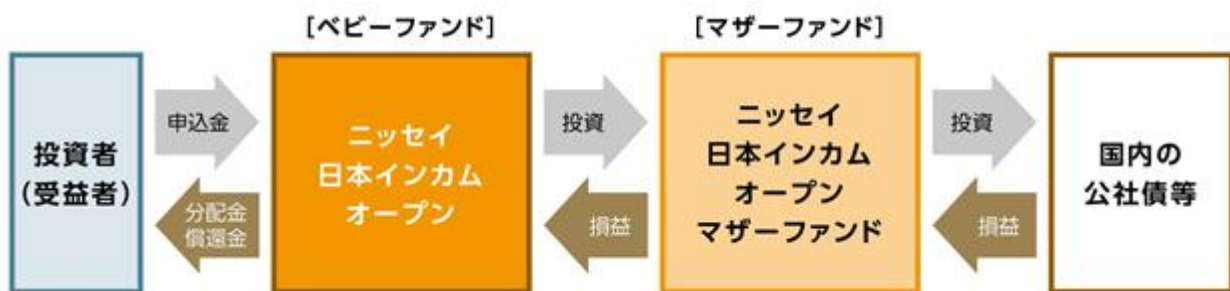 [ベビーファンド]
[マザーファンド]
投資者
(受益者)
申込金
分配金
償還金
ニッセイ
日本インカム
オープン
投資
損益
ニッセイ
日本インカム
オープン
マザーファンド
投資
損益
国内の
公社債等